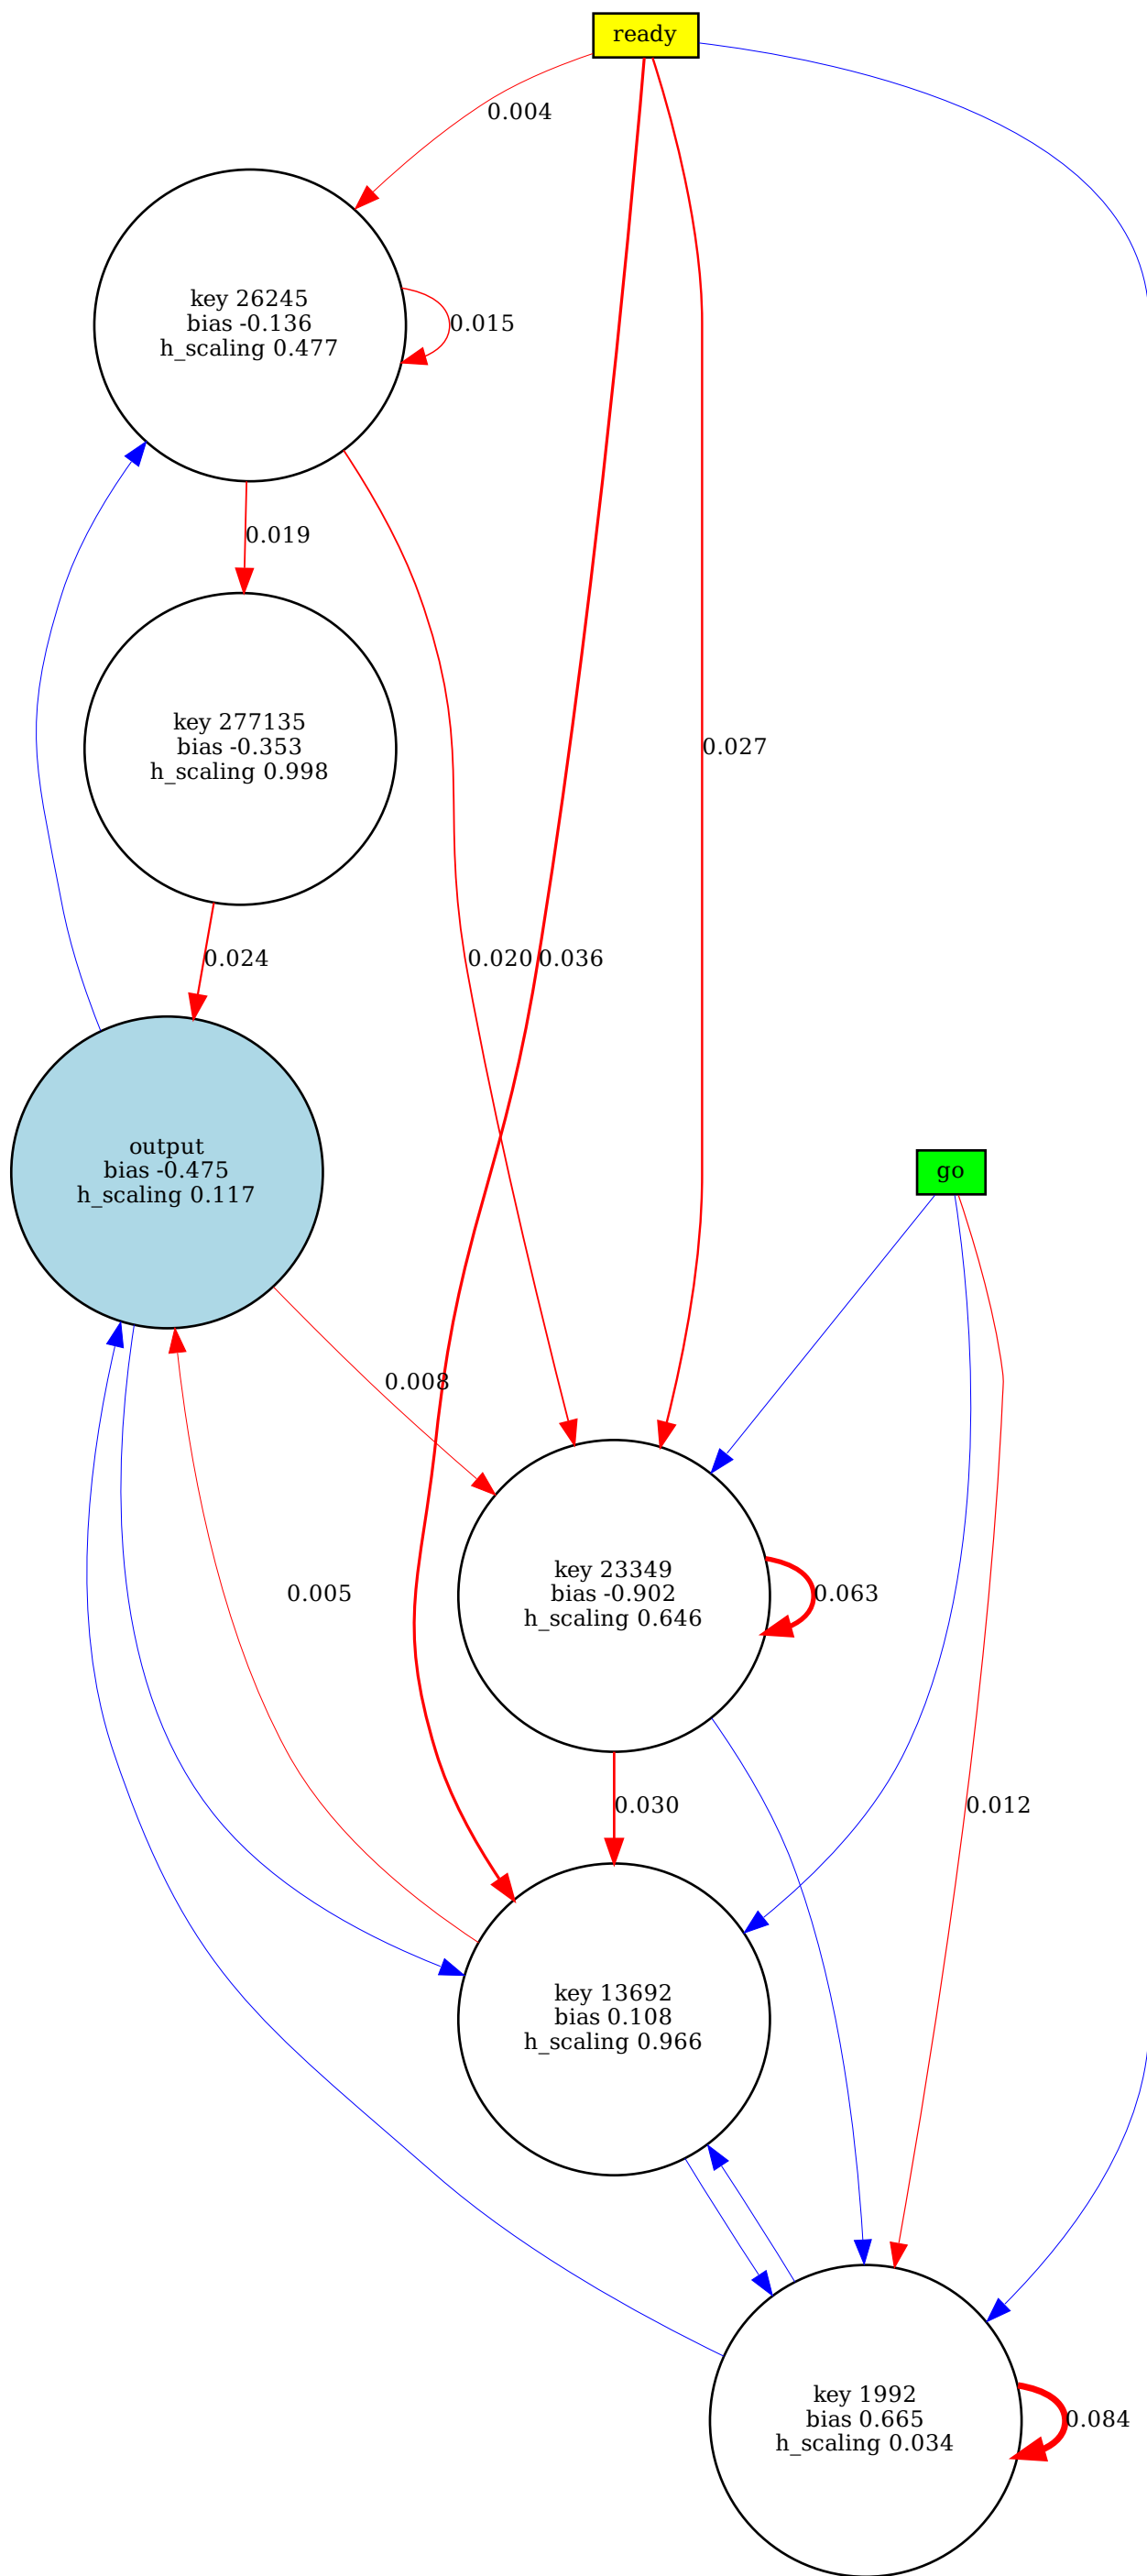 ready
0.004
key 26245
bias -0.136
h_scaling 0.477
0.015
0.019
key 277135
bias -0.353
h_scaling 0.998
0.027
0.024
0.020
0.036
output
bias -0.475
h_scaling 0.117
go
0.008
key 23349
bias -0.902
h_scaling 0.646
0.005
0.063
0.030
0.012
key 13692
bias 0.108
h_scaling 0.966
key 1992
bias 0.665
h_scaling 0.034
0.084